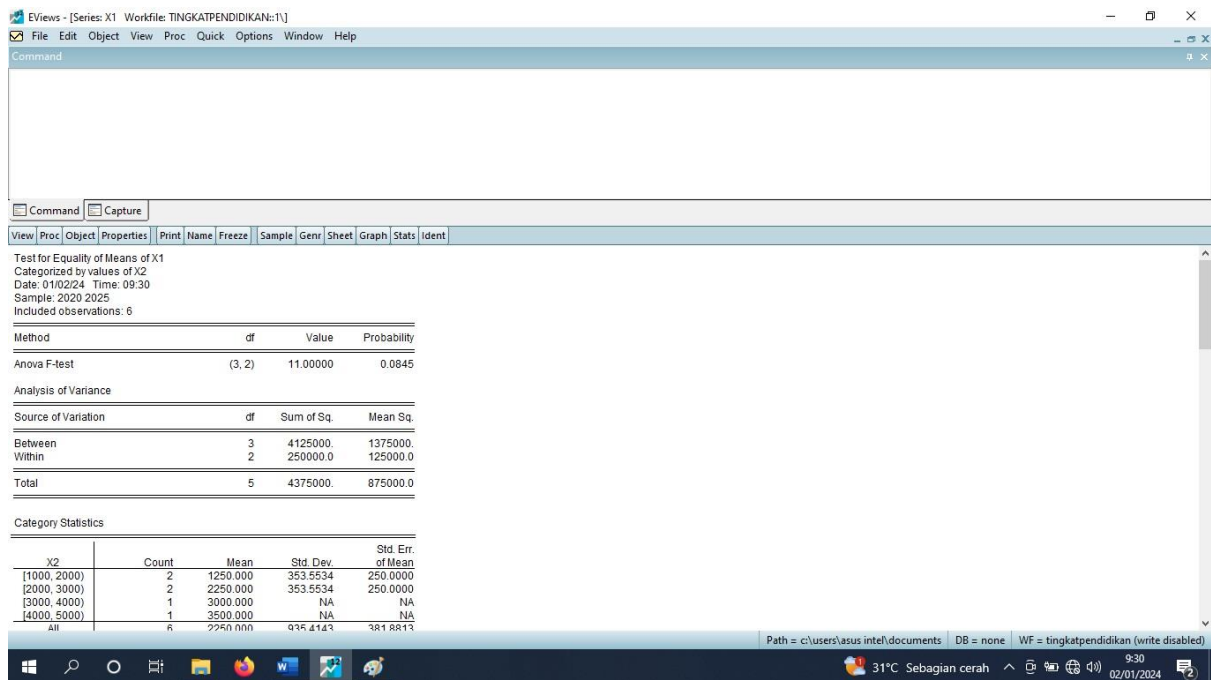 EViews - [Series: X1 Workfile: TINGKATPENDIDIKAN::1\]
File Edit Object View Proc Quick Options Window Help
Command
Command Capture
View Proc Object Properties Print Name Freeze Sample Genr Sheet Graph Stats Ident
Test for Equality of Means of X1
Categorized by values of X2
Date: 01/02/24 Time: 09:30
Sample: 2020 2025
Included observations: 6
Method df Value Probability
Anova F-test (3, 2) 11.00000 0.0845
Analysis of Variance
Source of Variation df Sum of Sq. Mean Sq.
Between 3 4125000. 1375000.
Within 2 250000.0 125000.0
Total 5 4375000. 875000.0
Category Statistics
Std. Err.
X2 Count Mean Std. Dev. of Mean
[1000, 2000) 2 1250.000 353.5534 250.0000
[2000, 3000) 2 2250.000 353.5534 250.0000
[3000, 4000) 1 3000.000 NA NA
[4000, 5000) 1 3500.000 NA NA
All 6 2250.000 935.4143 381.8813
Path = c:\users\asus intel\documents DB = none WF = tingkatpendidikan (write disabled)
31°C Sebagian cerah
9:30
02/01/2024
2